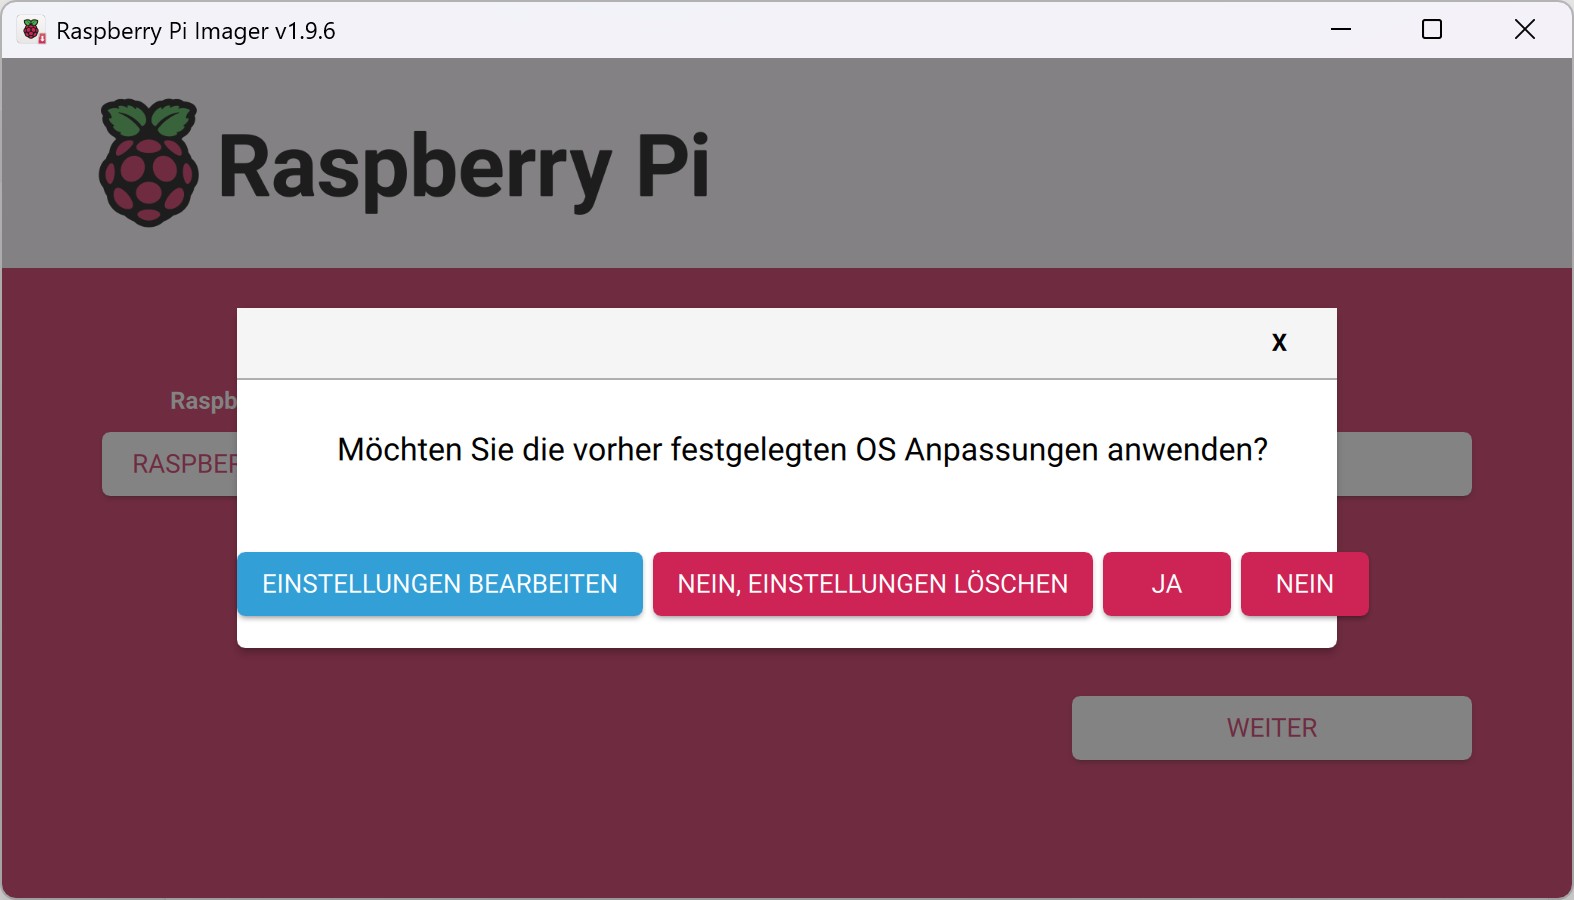 Raspberry Pi Imager v1.9.6
Raspberry Pi
X
Raspb
Möchten Sie die vorher festgelegten OS Anpassungen anwenden?
RASPBER
EINSTELLUNGEN BEARBEITEN NEIN, EINSTELLUNGEN LÖSCHEN JA NEIN
WEITER